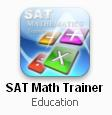 SAT
MATHEMATICS
SAT Math Trainer
Education